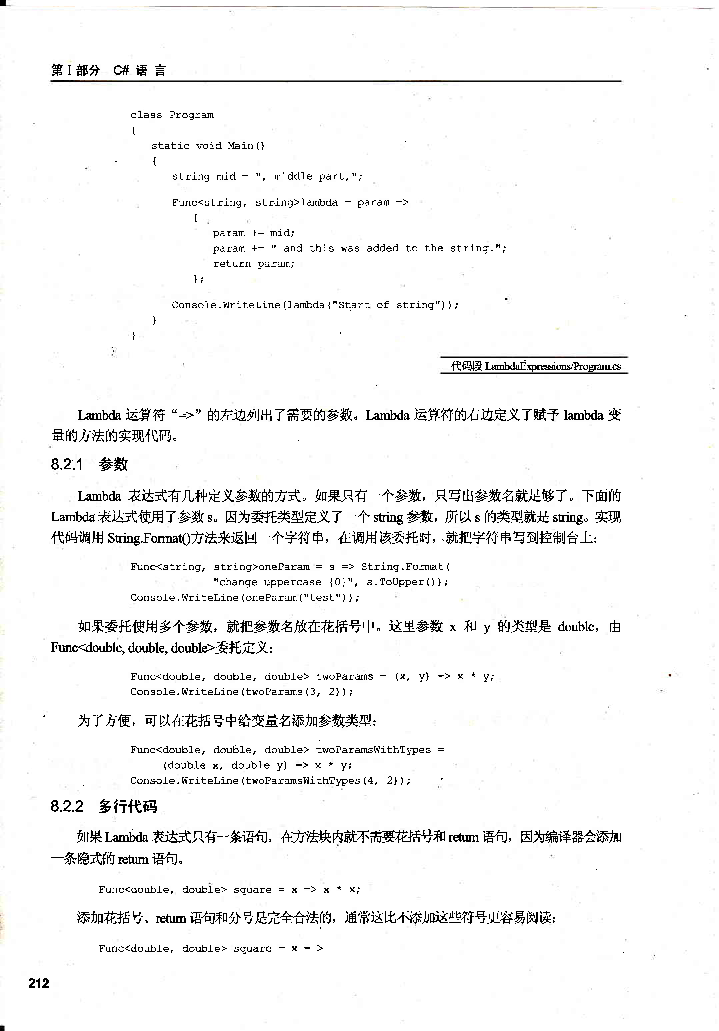 第 I 部分 C# 语 言
class Program
{
static void Main()
{
string mid = ", middle part,";
Func<string, string>lambda = param =>
{
param += mid;
param += " and this was added to the string.";
return param;
};
Console.WriteLine(lambda("Start of string"));
}
}
}
代码段 LambdaExpressions/Program.cs
Lambda 运算符“=>”的左边列出了需要的参数。Lambda 运算符的右边定义了赋予 lambda 变
量的方法的实现代码。
8.2.1 参数
Lambda 表达式有几种定义参数的方式。如果只有一个参数，只写出参数名就足够了。下面的
Lambda 表达式使用了参数 s。因为委托类型定义了一个 string 参数，所以 s 的类型就是 string。实现
代码调用 String.Format()方法来返回一个字符串，在调用该委托时，就把字符串写到控制台上：
Func<string, string>oneParam = s => String.Format(
"change uppercase {0}", s.ToUpper());
Console.WriteLine(oneParam("test"));
如果委托使用多个参数，就把参数名放在花括号中。这里参数 x 和 y 的类型是 double，由
Func<double, double, double>委托定义：
Func<double, double, double> twoParams = (x, y) => x * y;
Console.WriteLine(twoParams(3, 2));
为了方便，可以在花括号中给变量名添加参数类型：
Func<double, double, double> twoParamsWithTypes =
(double x, double y) => x * y;
Console.WriteLine(twoParamsWithTypes(4, 2));
8.2.2 多行代码
如果 Lambda 表达式只有一条语句，在方法块内就不需要花括号和 return 语句，因为编译器会添加
一条隐式的 return 语句。
Func<double, double> square = x => x * x;
添加花括号、return 语句和分号是完全合法的，通常这比不添加这些符号更容易阅读：
Func<double, double> square = x = >
212